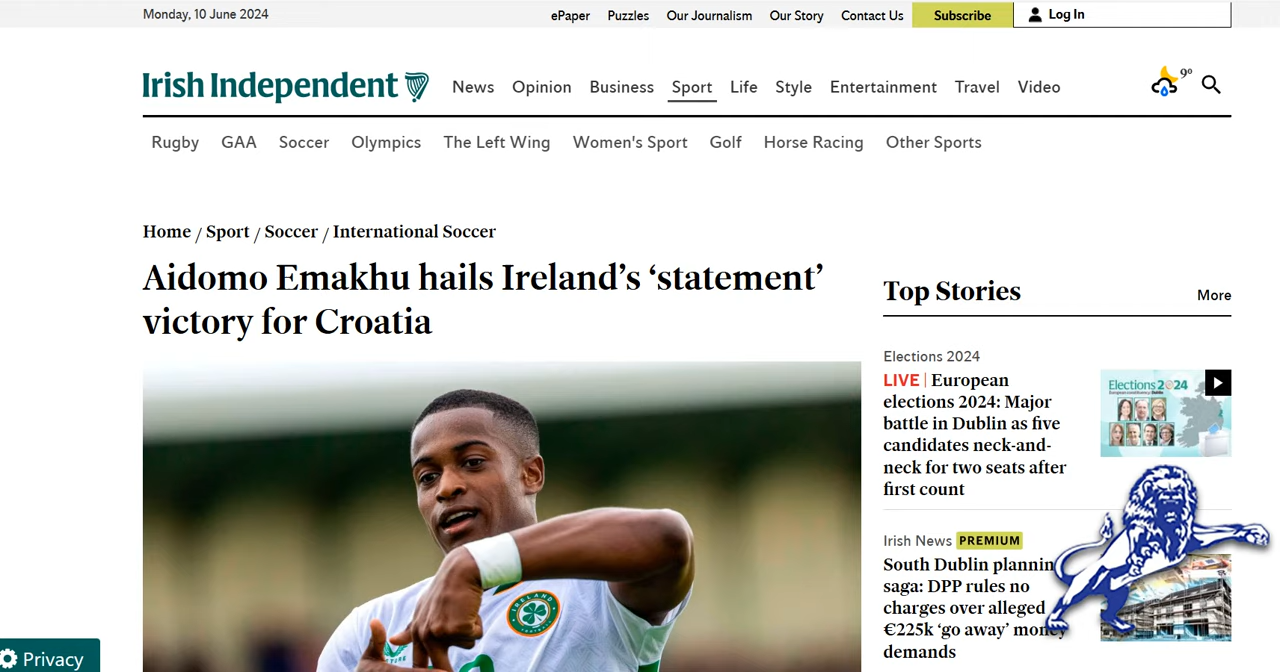 Monday, 10 June 2024
ePaper Puzzles Our Journalism Our Story Contact Us Subscribe Log In
Irish Independent News Opinion Business Sport Life Style Entertainment Travel Video 9°
Rugby GAA Soccer Olympics The Left Wing Women's Sport Golf Horse Racing Other Sports
Home / Sport / Soccer / International Soccer
Aidomo Emakhu hails Ireland’s ‘statement’
victory for Croatia
IRELAND
Top Stories More
Elections 2024
LIVE | European
elections 2024: Major
battle in Dublin as five
candidates neck-and-
neck for two seats after
first count
Elections 2024
Irish News PREMIUM
South Dublin planning
saga: DPP rules no
charges over alleged
€225k ‘go away’ money
demands
Privacy